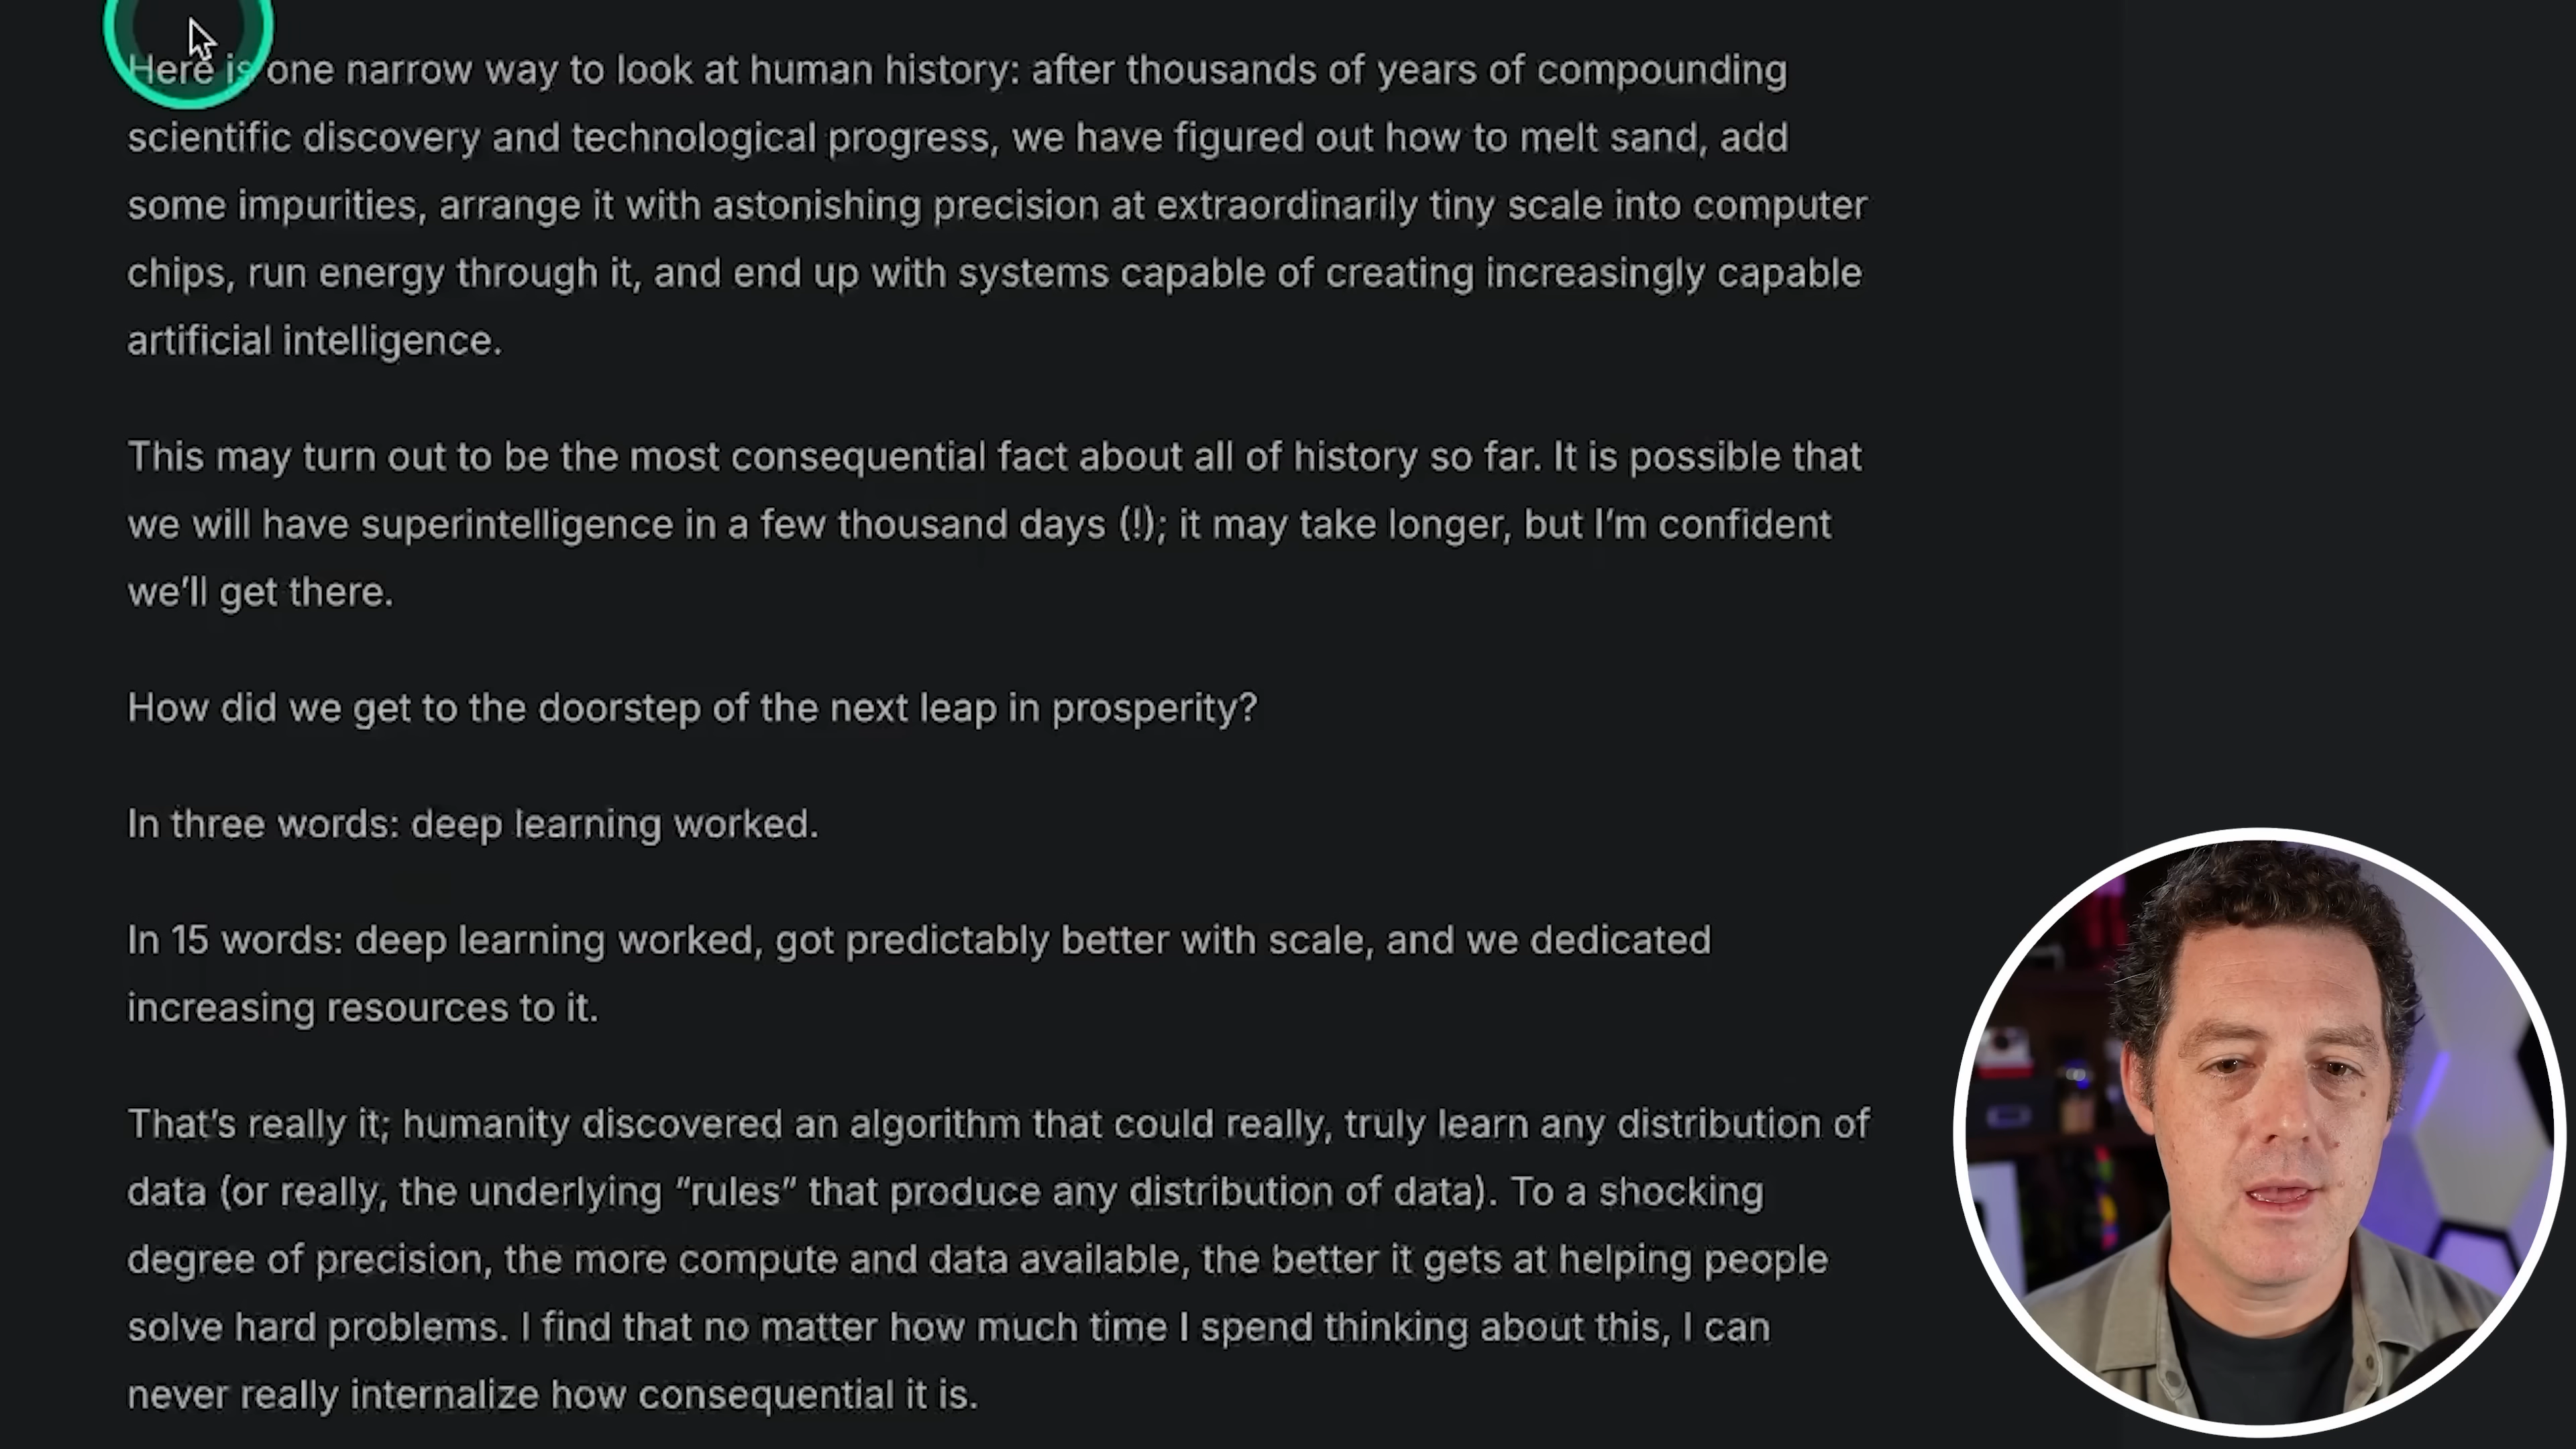 Here is one narrow way to look at human history: after thousands of years of compounding
scientific discovery and technological progress, we have figured out how to melt sand, add
some impurities, arrange it with astonishing precision at extraordinarily tiny scale into computer
chips, run energy through it, and end up with systems capable of creating increasingly capable
artificial intelligence.
This may turn out to be the most consequential fact about all of history so far. It is possible that
we will have superintelligence in a few thousand days (!); it may take longer, but I’m confident
we’ll get there.
How did we get to the doorstep of the next leap in prosperity?
In three words: deep learning worked.
In 15 words: deep learning worked, got predictably better with scale, and we dedicated
increasing resources to it.
That’s really it; humanity discovered an algorithm that could really, truly learn any distribution of
data (or really, the underlying “rules” that produce any distribution of data). To a shocking
degree of precision, the more compute and data available, the better it gets at helping people
solve hard problems. I find that no matter how much time I spend thinking about this, I can
never really internalize how consequential it is.